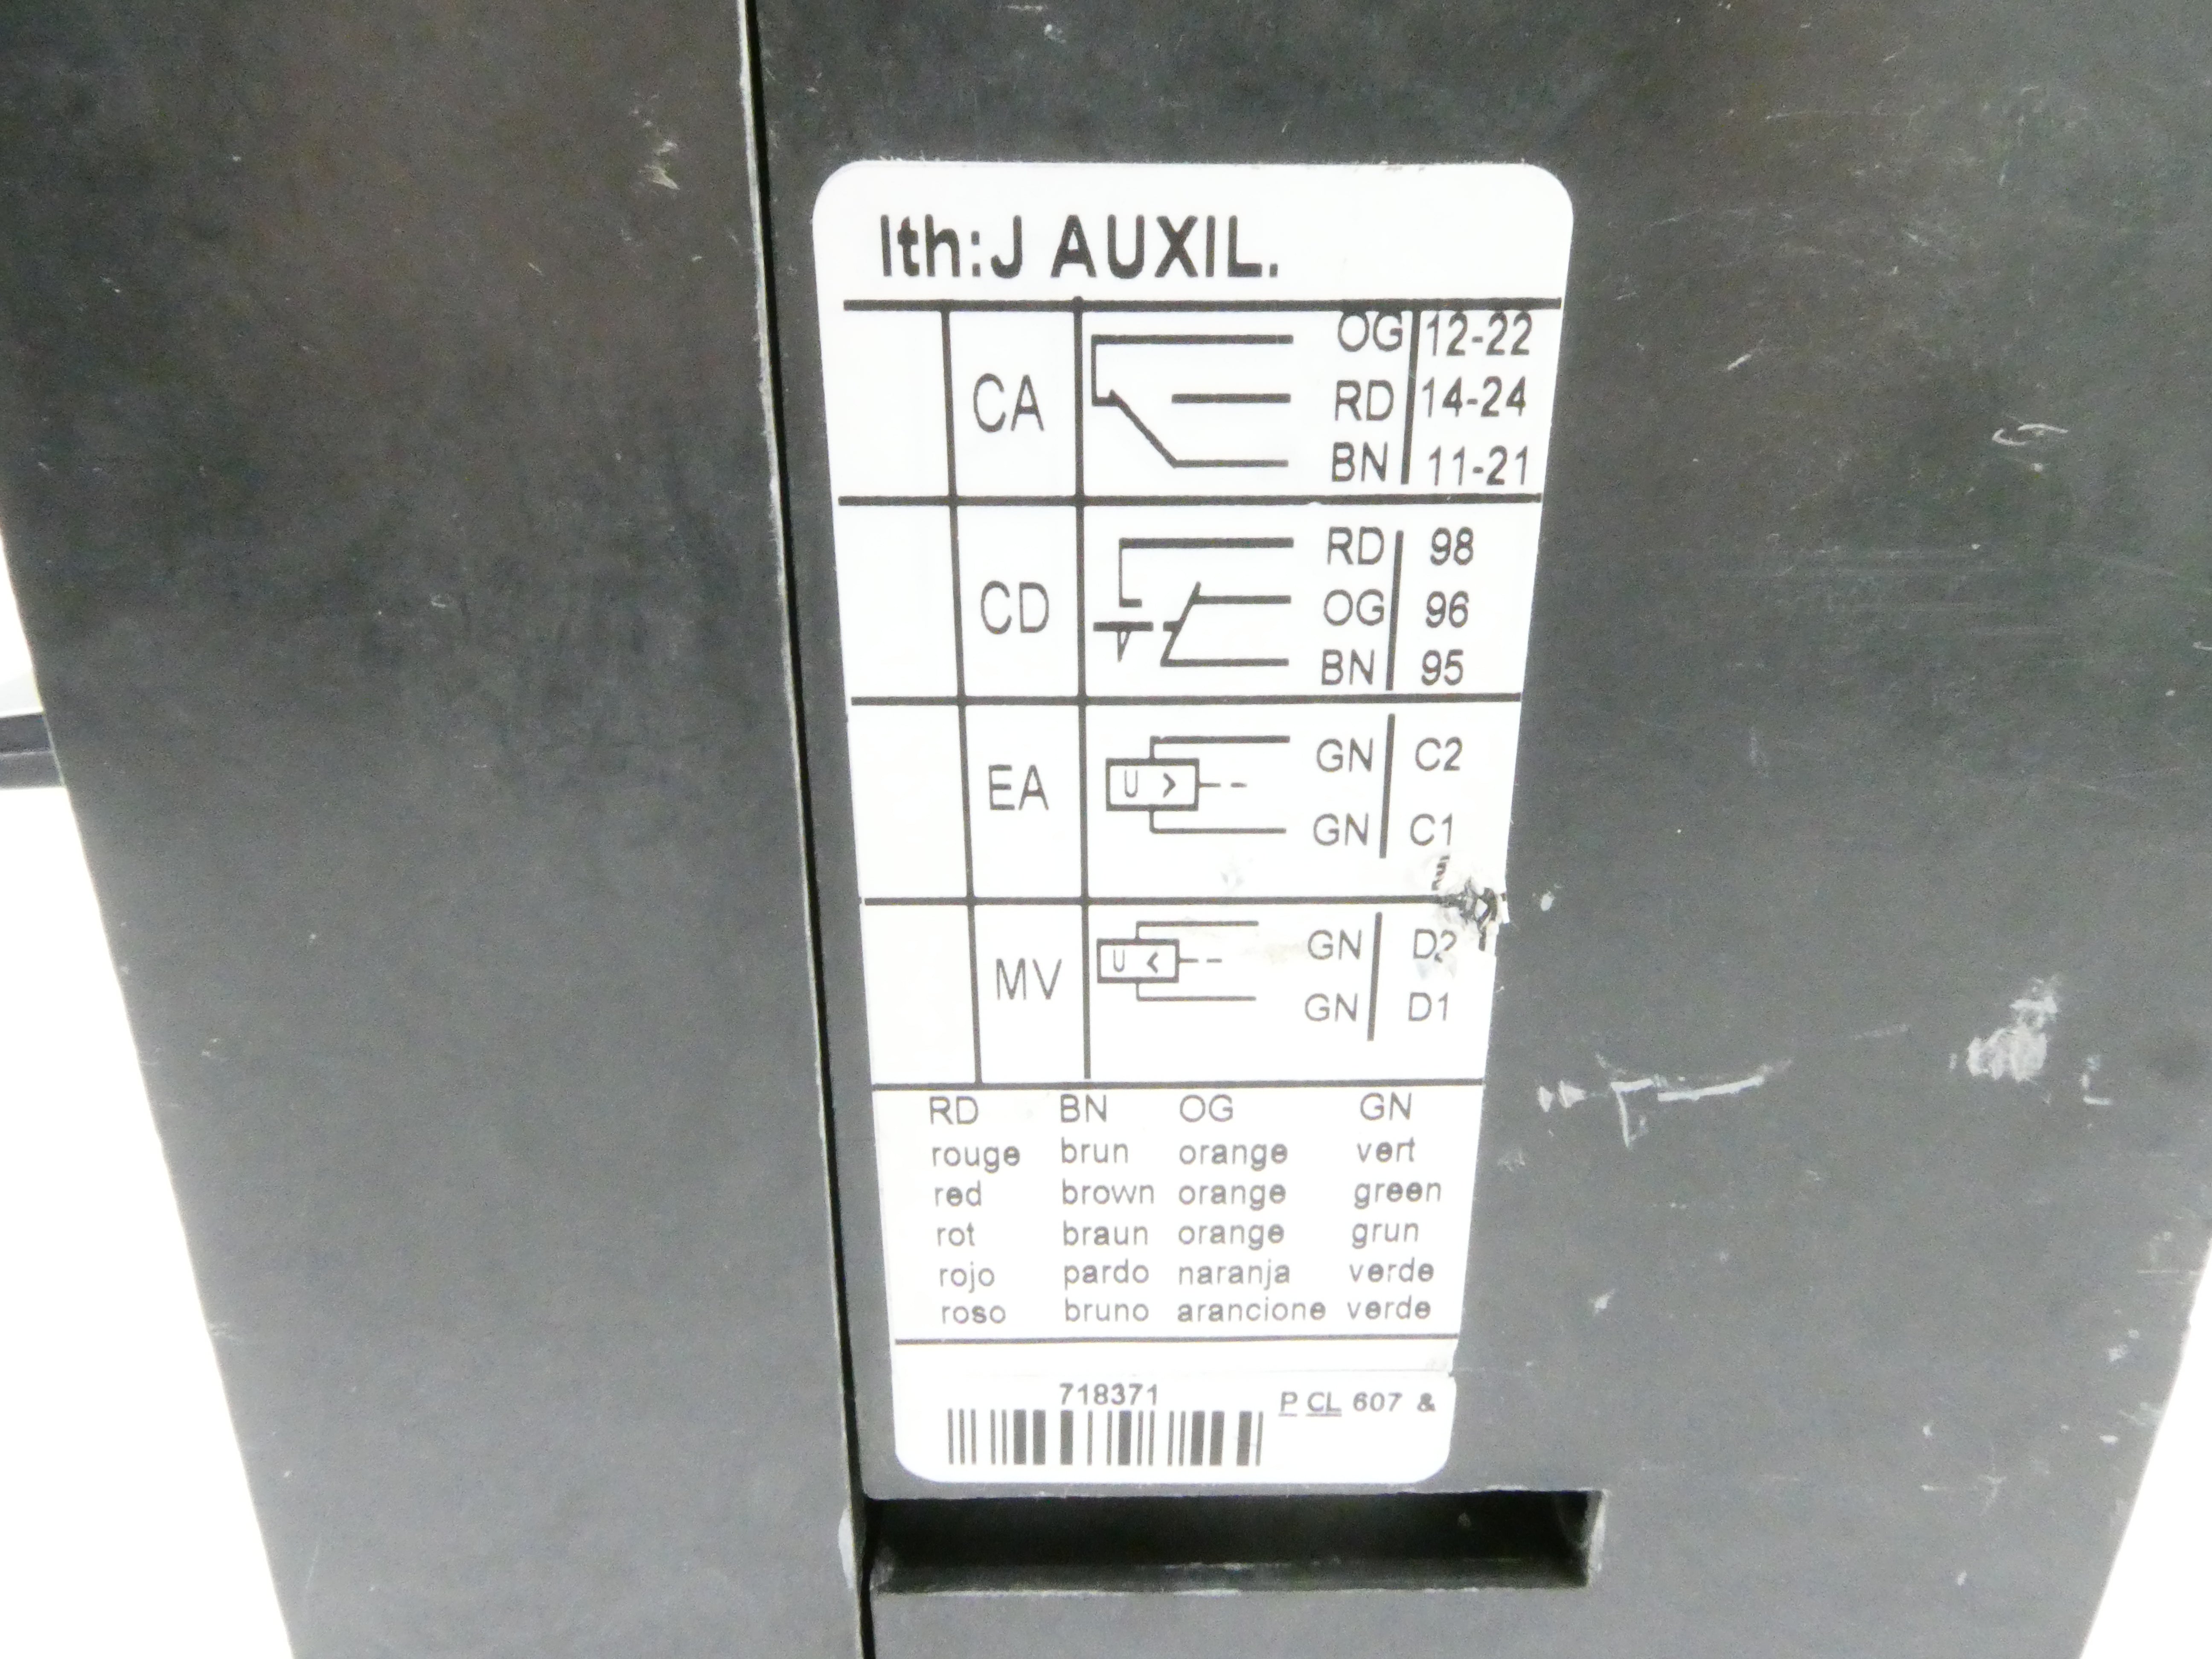 Ith:J AUXIL.
CA
OG 12-22
RD 14-24
BN 11-21
CD
RD 98
OG 96
BN 95
EA
U >
GN C2
GN C1
MV
U <
GN D2
GN D1
RD BN OG GN
rouge brun orange vert
red brown orange green
rot braun orange grun
rojo pardo naranja verde
roso bruno arancione verde
718371
P CL 607 &